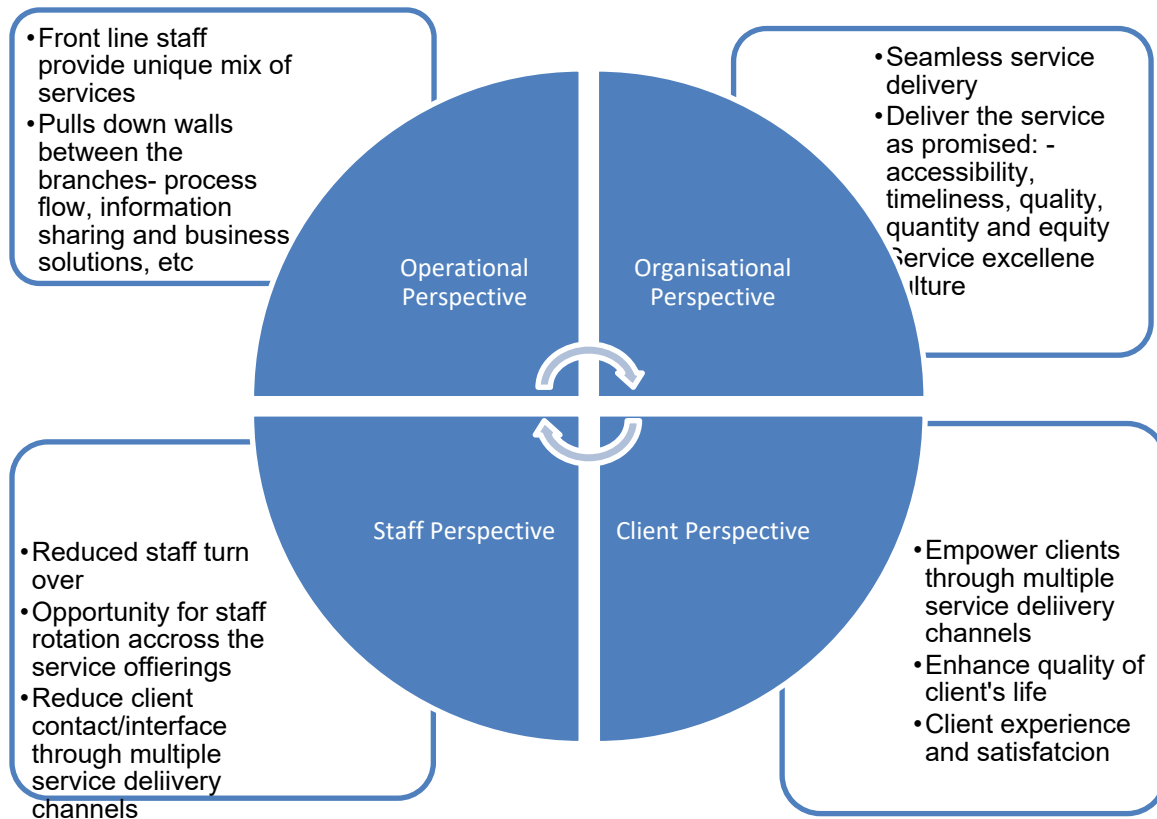 •Front line staff
provide unique mix of
services
•Pulls down walls
between the
branches- process
flow, information
sharing and business
solutions, etc
Operational
Perspective
•Seamless service
delivery
•Deliver the service
as promised: -
accessibility,
timeliness, quality,
quantity and equity
Service excellene
ulture
Organisational
Perspective
Staff Perspective
•Reduced staff turn
over
•Opportunity for staff
rotation accross the
service offierings
•Reduce client
contact/interface
through multiple
service deliivery
channels
Client Perspective
•Empower clients
through multiple
service deliivery
channels
•Enhance quality of
client's life
•Client experience
and satisfatcion